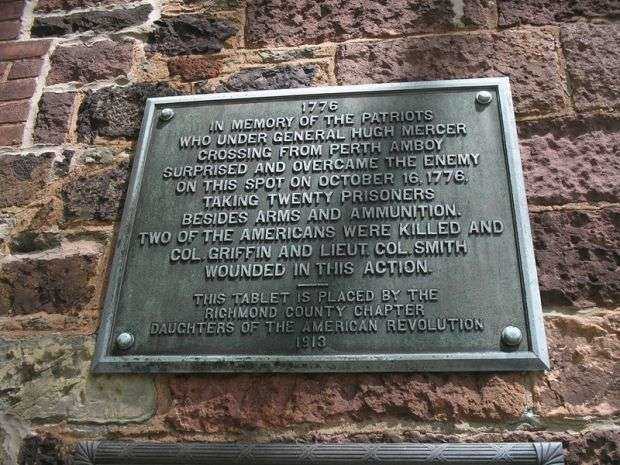 1776
IN MEMORY OF THE PATRIOTS
WHO UNDER GENERAL HUGH MERCER
CROSSING FROM PERTH AMBOY
SURPRISED AND OVERCAME THE ENEMY
ON THIS SPOT ON OCTOBER 16, 1776,
TAKING TWENTY PRISONERS
BESIDES ARMS AND AMMUNITION.
TWO OF THE AMERICANS WERE KILLED AND
COL. GRIFFIN AND LIEUT. COL. SMITH
WOUNDED IN THIS ACTION.
THIS TABLET IS PLACED BY THE
RICHMOND COUNTY CHAPTER
DAUGHTERS OF THE AMERICAN REVOLUTION
1913